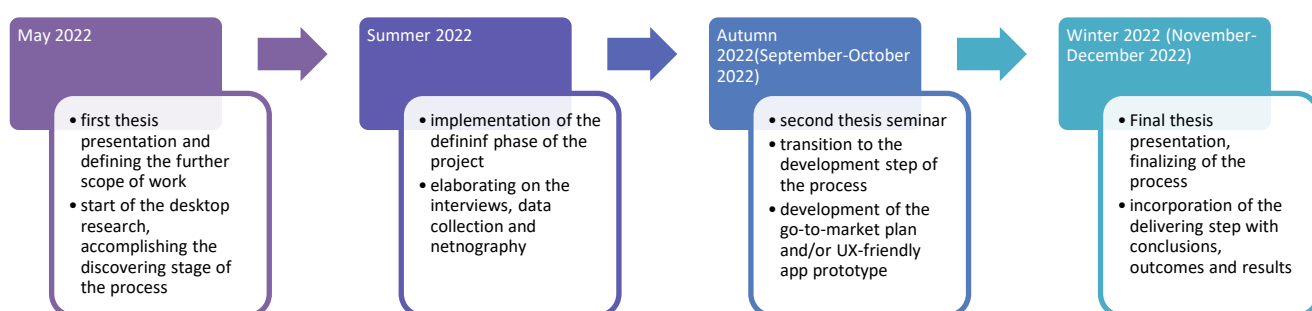 May 2022
• first thesis
presentation and
defining the further
scope of work
• start of the desktop
research,
accomplishing the
discovering stage of
the process
Summer 2022
• implementation of the
defininf phase of the
project
• elaborating on the
interviews, data
collection and
netnography
Autumn
2022(September-October
2022)
• second thesis seminar
• transition to the
development step of
the process
• development of the
go-to-market plan
and/or UX-friendly
app prototype
Winter 2022 (November-
December 2022)
• Final thesis
presentation,
finalizing of the
process
• incorporation of the
delivering step with
conclusions,
outcomes and results